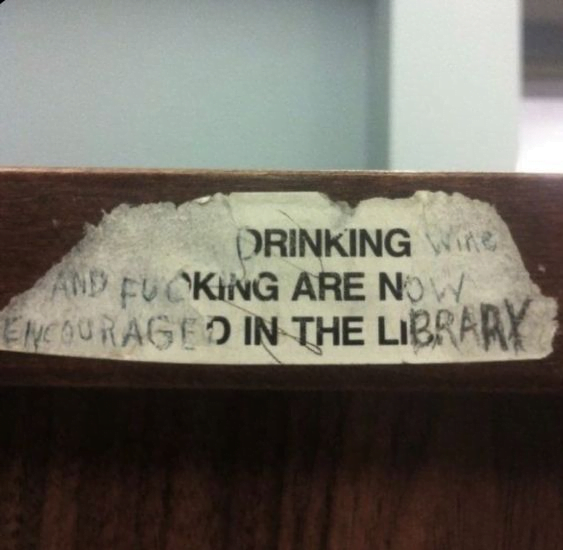 DRINKING Wine
AND FUCKING ARE NOW
ENCOURAGED IN THE LIBRARY